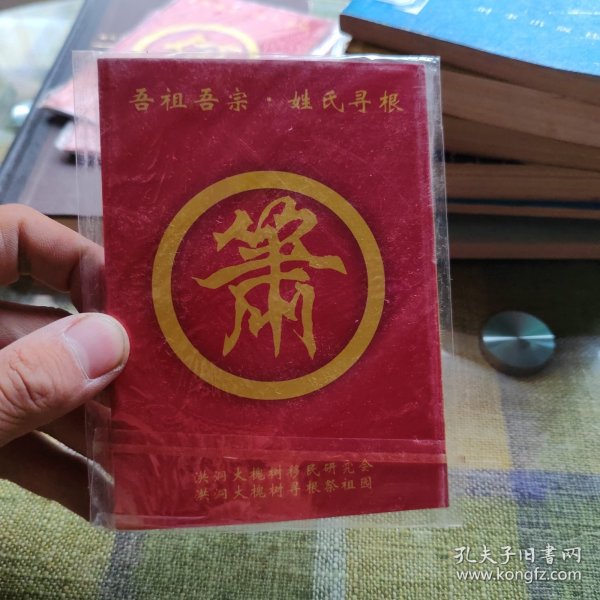 吾祖吾宗·姓氏寻根
萧
洪洞大槐树移民研究会
洪洞大槐树寻根祭祖园
孔夫子旧书网
www.kongfz.com